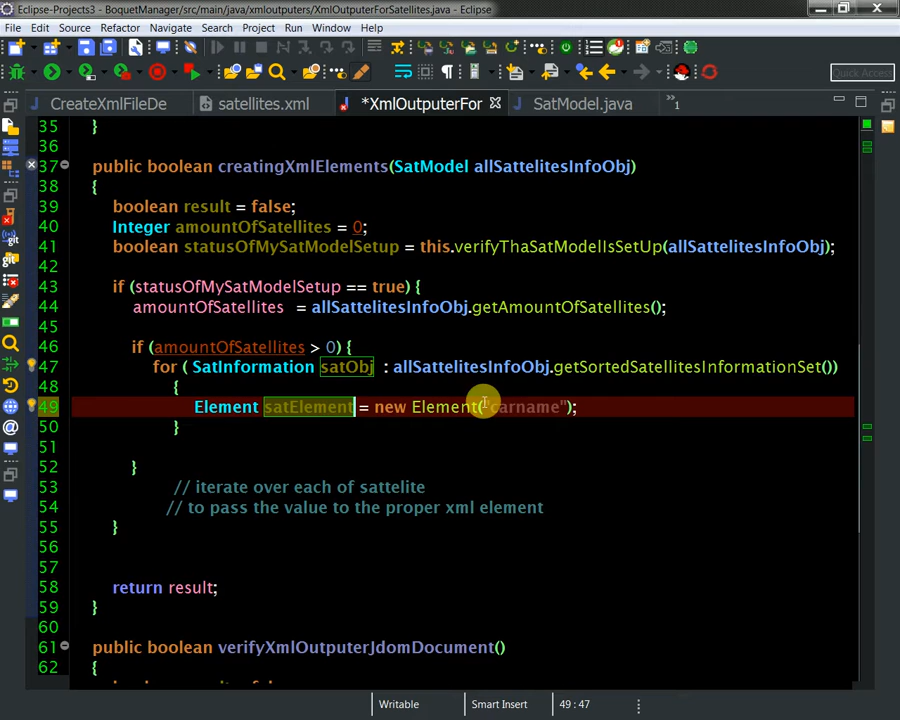 Eclipse-Projects3 - BoquetManager/src/main/java/xmloutputers/XmlOutputerForSatellites.java - Eclipse
File Edit Source Refactor Navigate Search Project Run Window Help
Quick Access
CreateXmlFileDe satellites.xml *XmlOutputerFor SatModel.java »1
35 }
36
37 public boolean creatingXmlElements(SatModel allSattelitesInfoObj)
38 {
39 boolean result = false;
40 Integer amountOfSatellites = 0;
41 boolean statusOfMySatModelSetup = this.verifyThaSatModelIsSetUp(allSattelitesInfoObj);
42
43 if (statusOfMySatModelSetup == true) {
44 amountOfSatellites = allSattelitesInfoObj.getAmountOfSatellites();
45
46 if (amountOfSatellites > 0) {
47 for ( SatInformation satObj : allSattelitesInfoObj.getSortedSatellitesInformationSet())
48 {
49 Element satElement = new Element("carname");
50 }
51
52 }
53 // iterate over each of sattelite
54 // to pass the value to the proper xml element
55 }
56
57
58 return result;
59 }
60
61 public boolean verifyXmlOutputerJdomDocument()
62 {
Writable Smart Insert 49 : 47